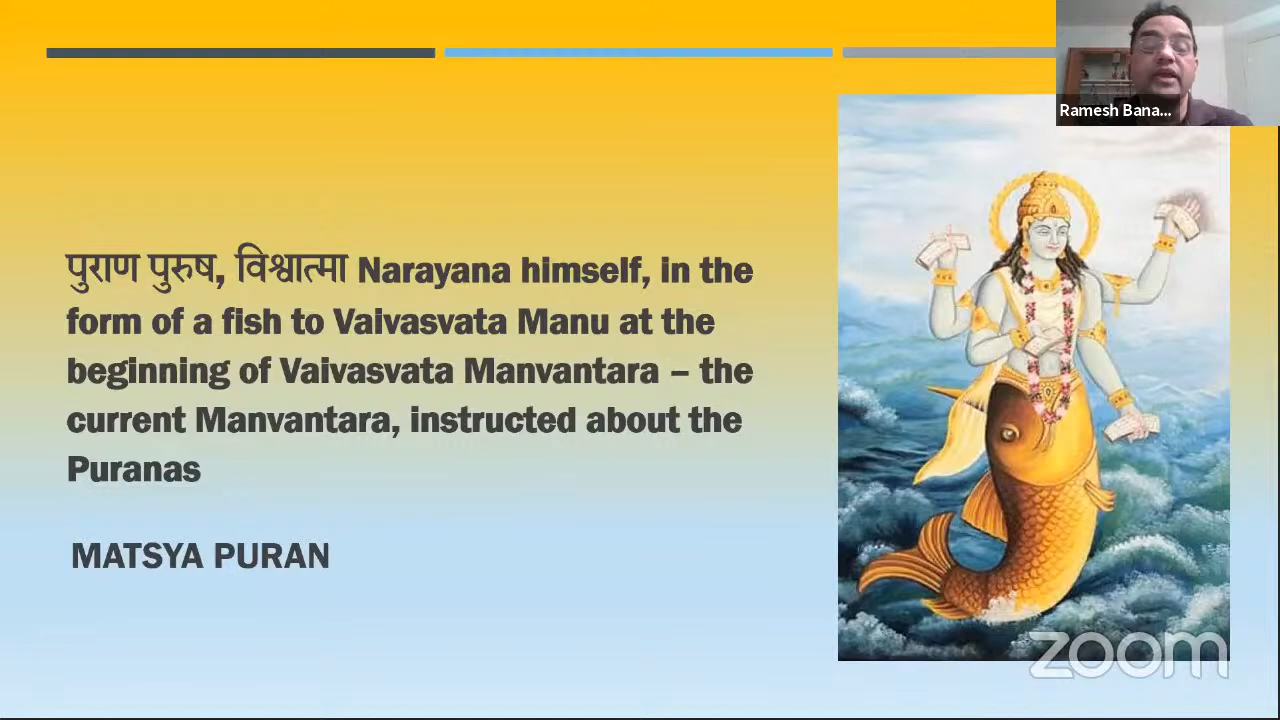 Ramesh Bana...
पुराण पुरुष, विश्वात्मा Narayana himself, in the
form of a fish to Vaivasvata Manu at the
beginning of Vaivasvata Manvantara – the
current Manvantara, instructed about the
Puranas
MATSYA PURAN
zoom